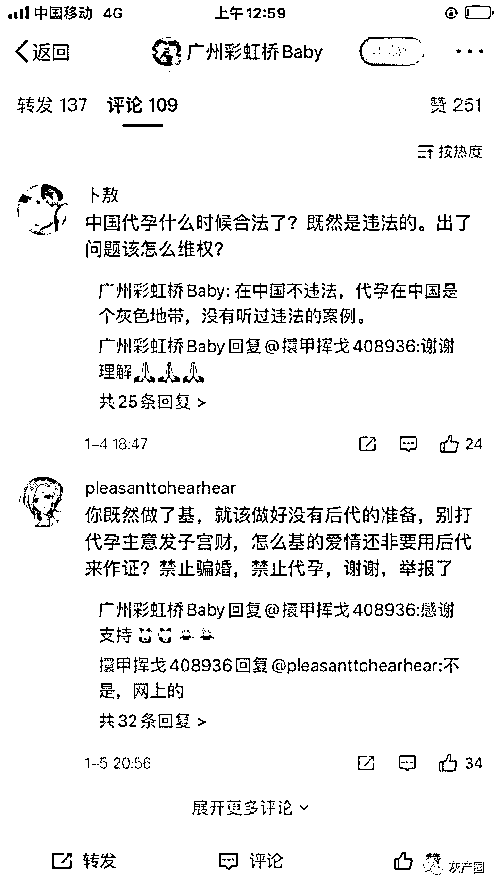 中国移动 4G 上午12:59
返回 广州彩虹桥Baby
转发 137 评论 109 赞 251
按热度
卜敖
中国代孕什么时候合法了？既然是违法的。出了
问题该怎么维权？
广州彩虹桥Baby: 在中国不违法，代孕在中国是
个灰色地带，没有听过违法的案例。
广州彩虹桥Baby回复@擐甲挥戈408936:谢谢
理解🙏🙏🙏
共25条回复 >
1-4 18:47 24
pleasanttohearhear
你既然做了基，就该做好没有后代的准备，别打
代孕主意发子宫财，怎么基的爱情还非要用后代
来作证？禁止骗婚，禁止代孕，谢谢，举报了
广州彩虹桥Baby回复@擐甲挥戈408936:感谢
支持
擐甲挥戈408936回复@pleasanttohearhear:不
是，网上的
共32条回复 >
1-5 20:56 34
展开更多评论
转发 评论 赞
灰产圈